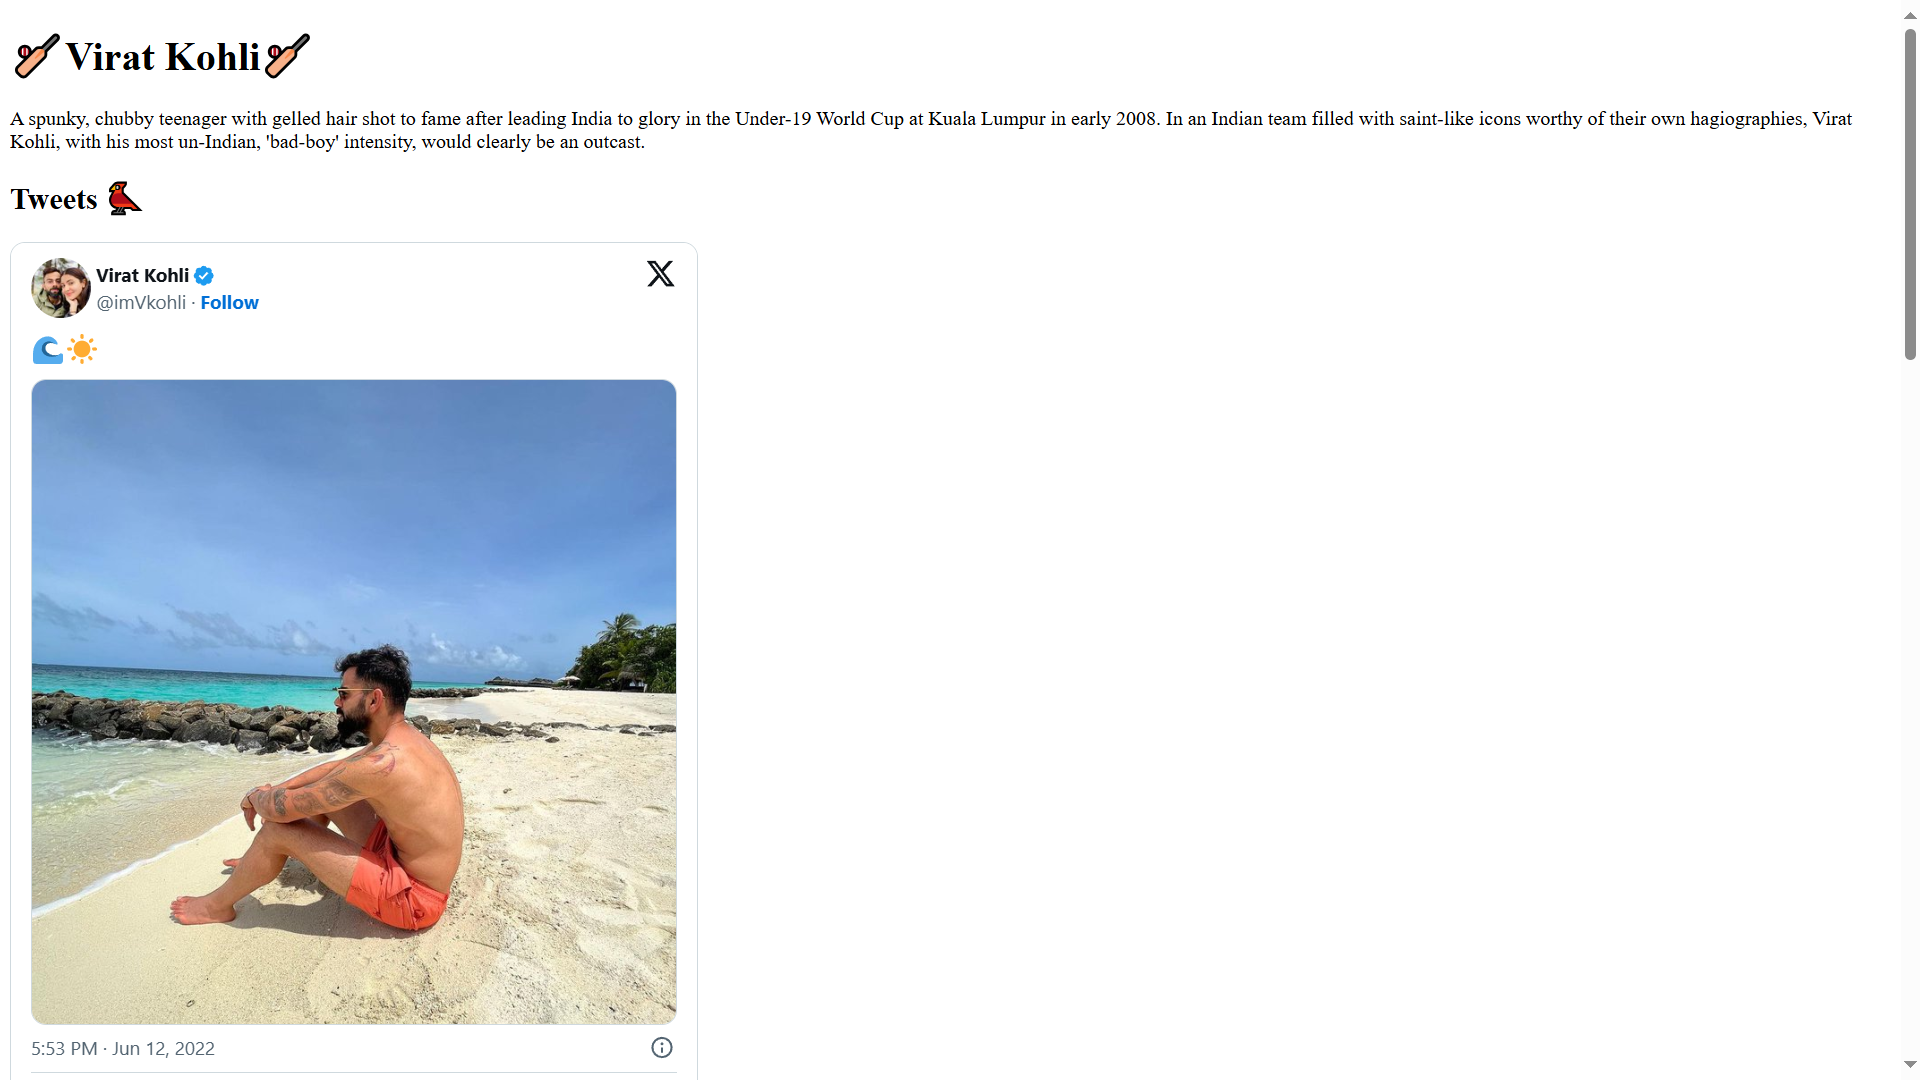 Virat Kohli
A spunky, chubby teenager with gelled hair shot to fame after leading India to glory in the Under-19 World Cup at Kuala Lumpur in early 2008. In an Indian team filled with saint-like icons worthy of their own hagiographies, Virat
Kohli, with his most un-Indian, 'bad-boy' intensity, would clearly be an outcast.
Tweets
Virat Kohli
@imVkohli · Follow
5:53 PM · Jun 12, 2022